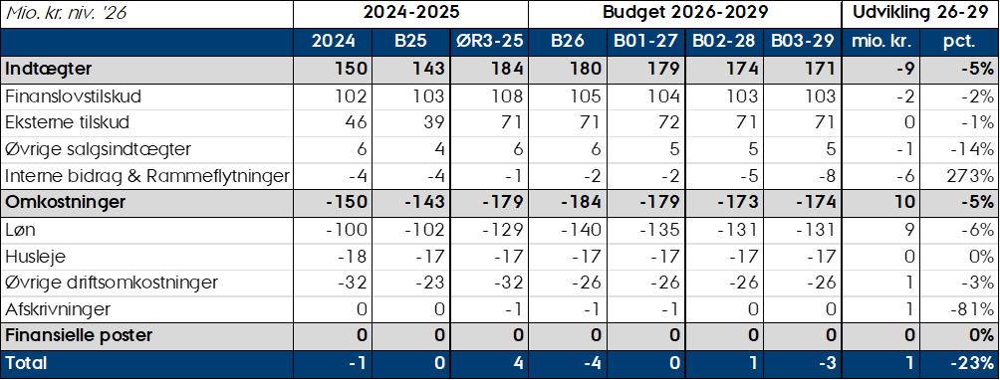 Mio. kr. niv. '26 2024-2025 Budget 2026-2029 Udvikling 26-29
2024 B25 ØR3-25 B26 B01-27 B02-28 B03-29 mio. kr. pct.
Indtægter 150 143 184 180 179 174 171 -9 -5%
Finanslovstilskud 102 103 108 105 104 103 103 -2 -2%
Eksterne tilskud 46 39 71 71 72 71 71 0 -1%
Øvrige salgsindtægter 6 4 6 6 5 5 5 -1 -14%
Interne bidrag & Rammeflytninger -4 -4 -1 -2 -2 -5 -8 -6 273%
Omkostninger -150 -143 -179 -184 -179 -173 -174 10 -5%
Løn -100 -102 -129 -140 -135 -131 -131 9 -6%
Husleje -18 -17 -17 -17 -17 -17 -17 0 0%
Øvrige driftsomkostninger -32 -23 -32 -26 -26 -26 -26 1 -3%
Afskrivninger 0 0 -1 -1 -1 0 0 1 -81%
Finansielle poster 0 0 0 0 0 0 0 0 0%
Total -1 0 4 -4 0 1 -3 1 -23%